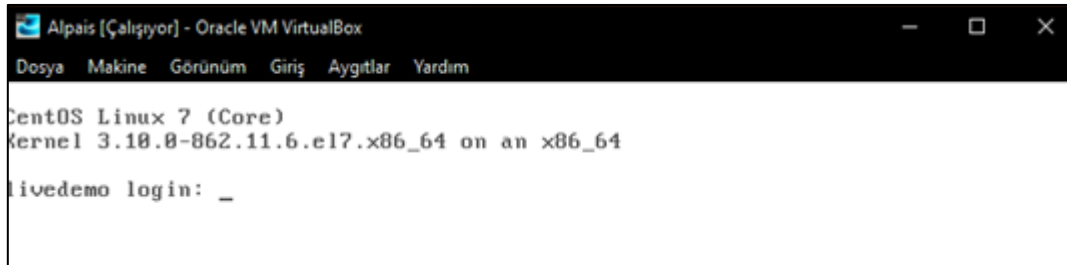 Alpais [Çalışıyor] - Oracle VM VirtualBox
Dosya Makine Görünüm Giriş Aygıtlar Yardım
CentOS Linux 7 (Core)
Kernel 3.10.0-862.11.6.el7.x86_64 on an x86_64
livedemo login: _